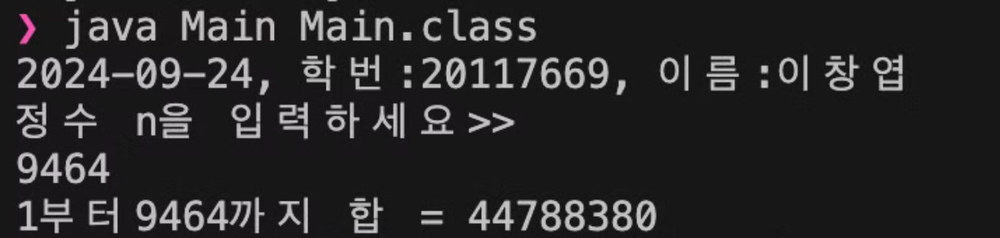 ❯ java Main Main.class
2024-09-24, 학번:20117669, 이름:이창엽
정수 n을 입력하세요>>
9464
1부터9464까지 합 = 44788380